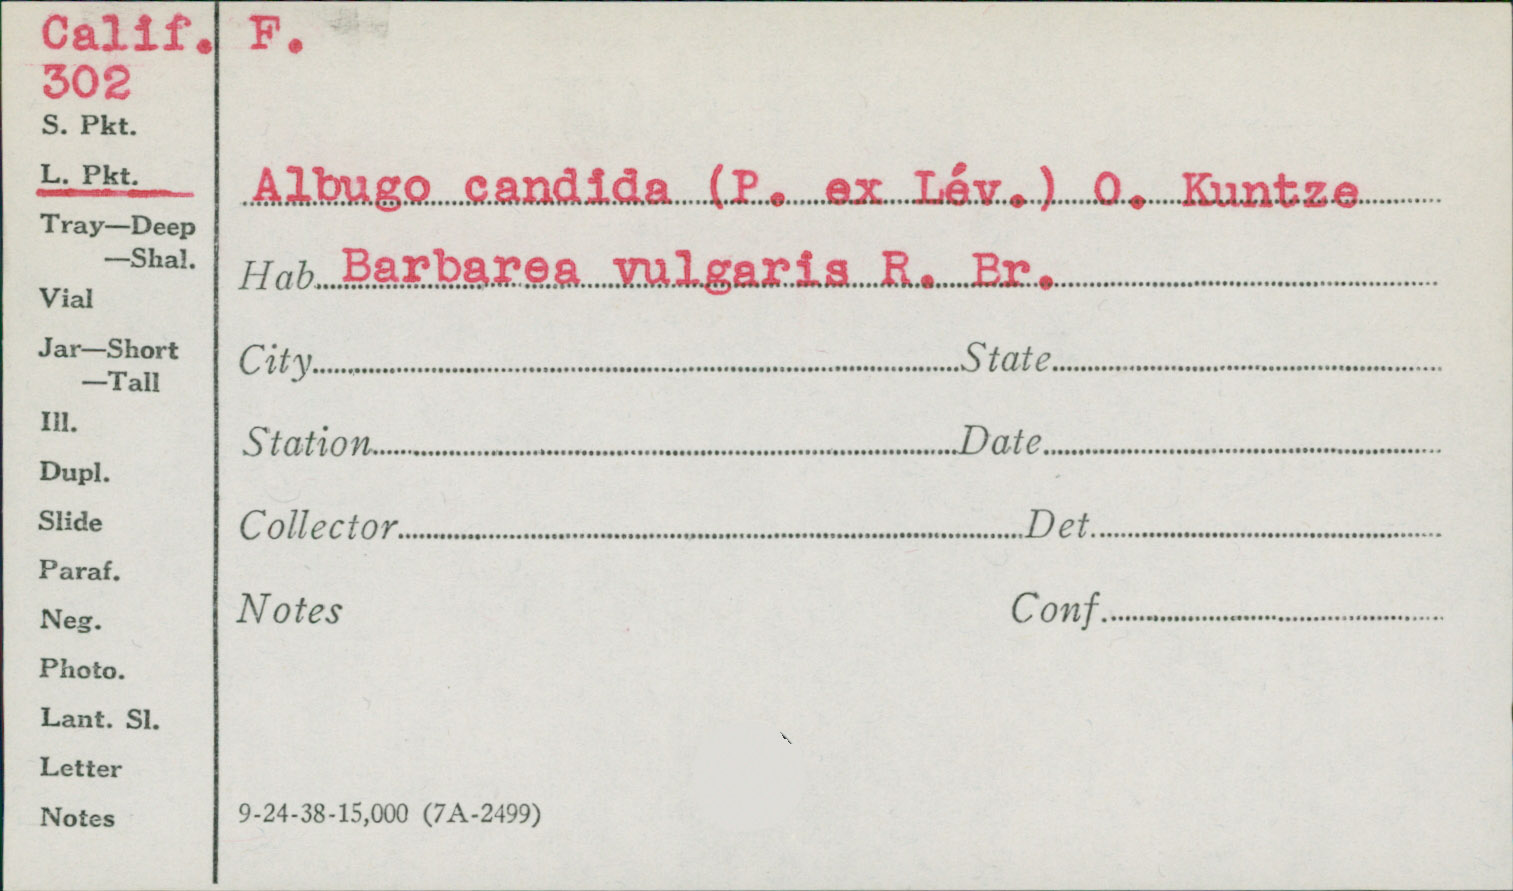 Calif. F.
302
S. Pkt.
L. Pkt.
Albugo candida (P. ex Lév.) O. Kuntze
Tray—Deep
—Shal.
Hab. Barbarea vulgaris R. Br.
Vial
Jar—Short
—Tall
City State
Ill.
Station Date
Dupl.
Slide
Collector Det.
Paraf.
Neg.
Notes Conf.
Photo.
Lant. Sl.
Letter
Notes
9-24-38-15,000 (7A-2499)